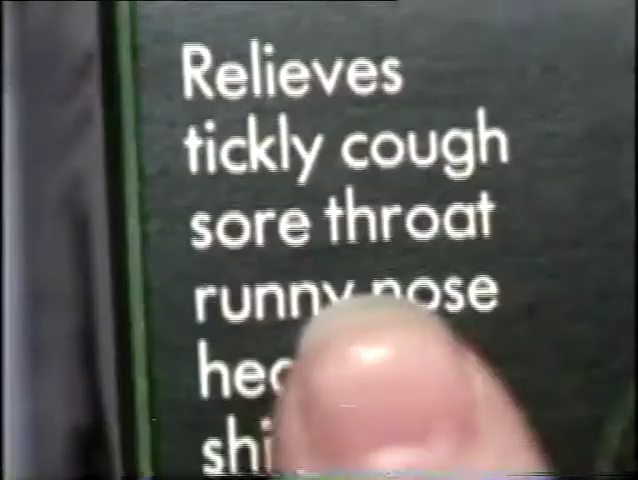 Relieves
tickly cough
sore throat
runny nose